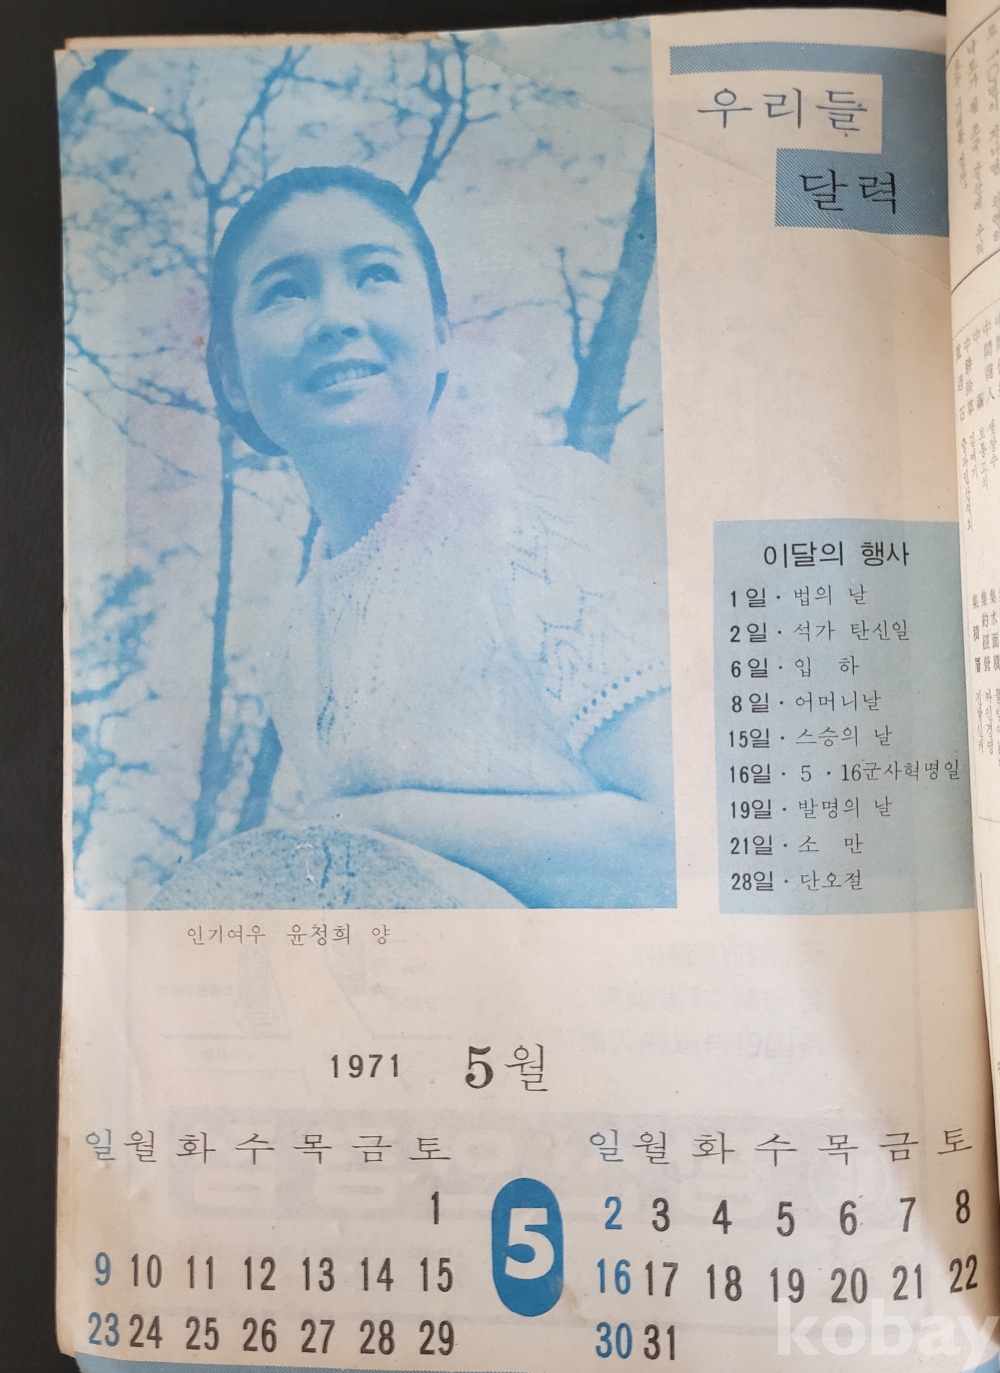 우리들
달력
이달의 행사
1일 · 법의 날
2일 · 석가 탄신일
6일 · 입 하
8일 · 어머니날
15일 · 스승의 날
16일 · 5 · 16군사혁명일
19일 · 발명의 날
21일 · 소 만
28일 · 단오절
인기여우 윤정희 양
1971 5월
일 월 화 수 목 금 토
1
9 10 11 12 13 14 15
23 24 25 26 27 28 29
5
일 월 화 수 목 금 토
2 3 4 5 6 7 8
16 17 18 19 20 21 22
30 31
kobay